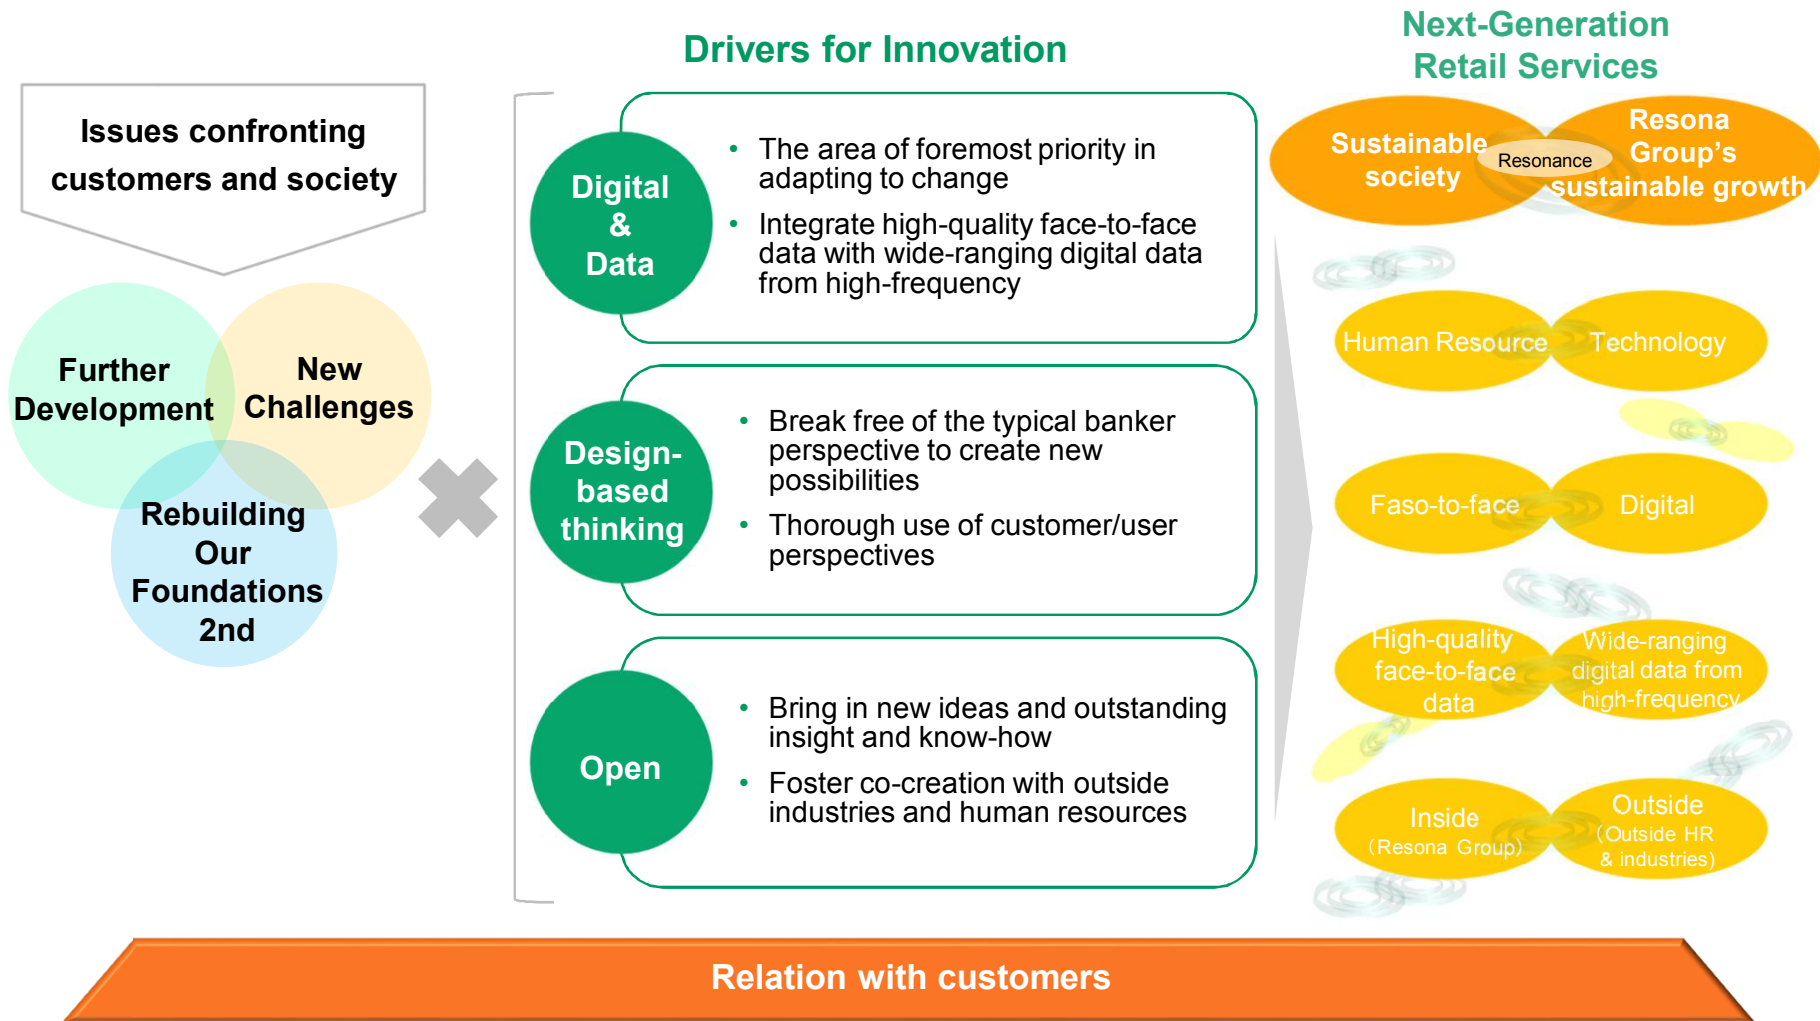 Issues confronting
customers and society
Further
Development
New
Challenges
Rebuilding
Our
Foundations
2nd
Drivers for Innovation
Digital
&
Data
• The area of foremost priority in
adapting to change
• Integrate high-quality face-to-face
data with wide-ranging digital data
from high-frequency
Design-
based
thinking
• Break free of the typical banker
perspective to create new
possibilities
• Thorough use of customer/user
perspectives
Open
• Bring in new ideas and outstanding
insight and know-how
• Foster co-creation with outside
industries and human resources
Next-Generation
Retail Services
Sustainable
society
Resonance
Resona
Group's
sustainable growth
Human Resource
Technology
Faso-to-face
Digital
High-quality
face-to-face
data
Wide-ranging
digital data from
high-frequency
Inside
（Resona Group）
Outside
（Outside HR
& industries)
Relation with customers